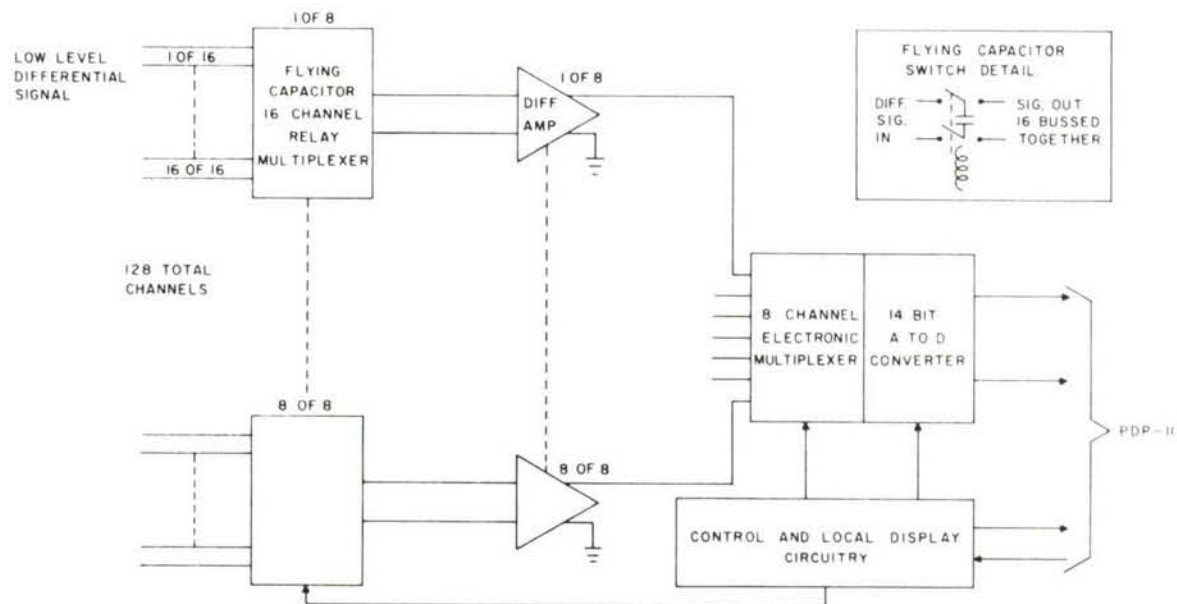 1 OF 8
LOW LEVEL
DIFFERENTIAL
SIGNAL
1 OF 16
16 OF 16
FLYING
CAPACITOR
16 CHANNEL
RELAY
MULTIPLEXER
DIFF
AMP
1 OF 8
FLYING CAPACITOR
SWITCH DETAIL
DIFF.
SIG.
IN
SIG. OUT
16 BUSSED
TOGETHER
128 TOTAL
CHANNELS
8 CHANNEL
ELECTRONIC
MULTIPLEXER
14 BIT
A TO D
CONVERTER
8 OF 8
8 OF 8
PDP-11
CONTROL AND LOCAL DISPLAY
CIRCUITRY